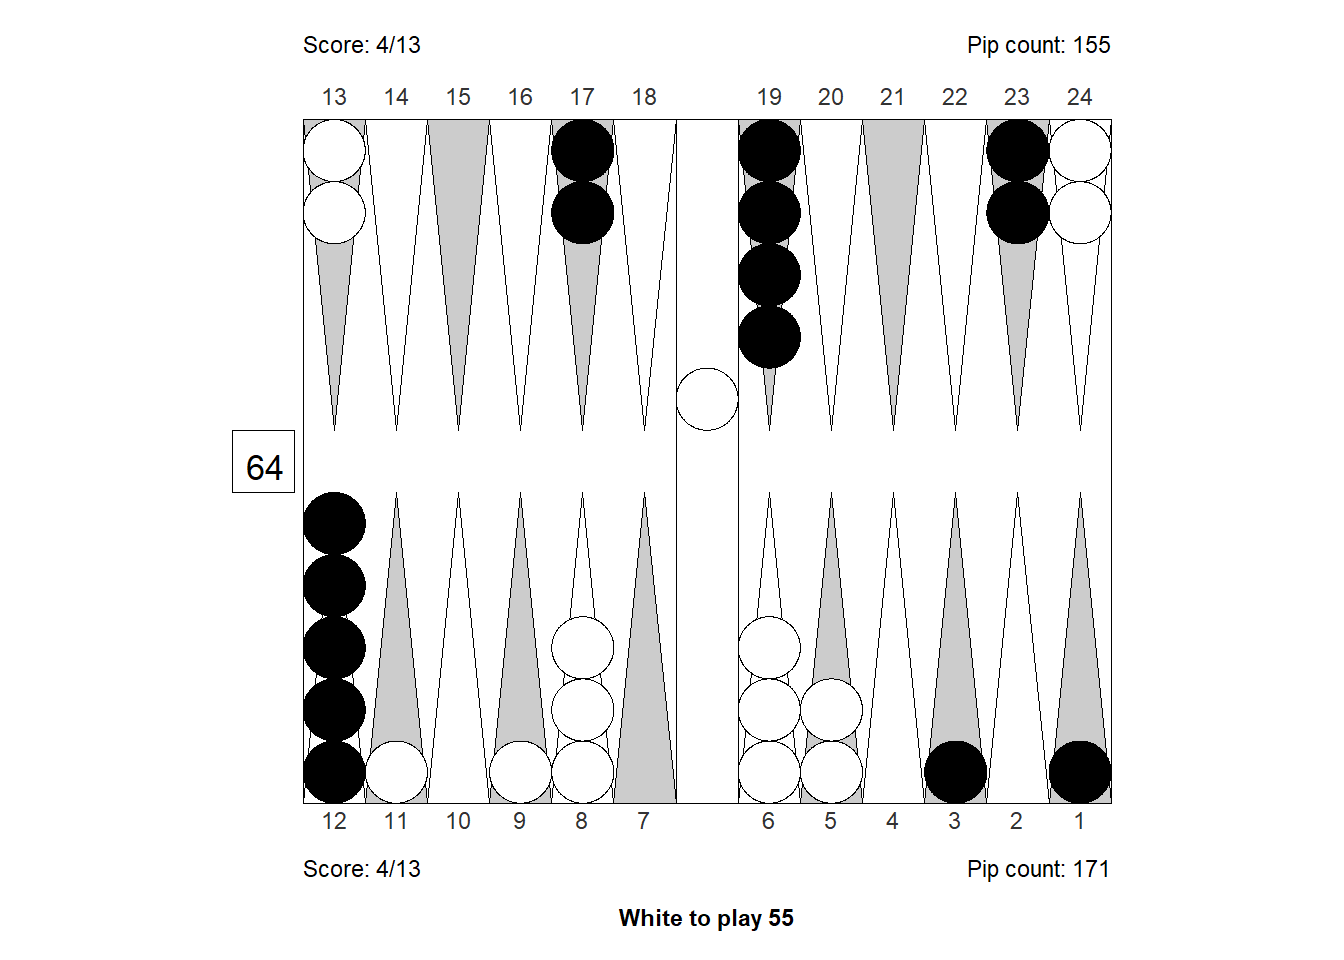 Score: 4/13 Pip count: 155
13 14 15 16 17 18 19 20 21 22 23 24
64
12 11 10 9 8 7 6 5 4 3 2 1
Score: 4/13 Pip count: 171
White to play 55